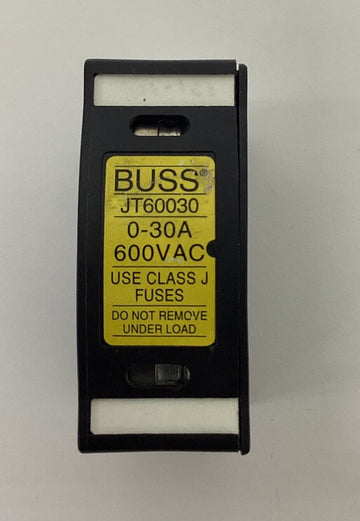 BUSS®
JT60030
0-30A
600VAC
USE CLASS J
FUSES
DO NOT REMOVE
UNDER LOAD